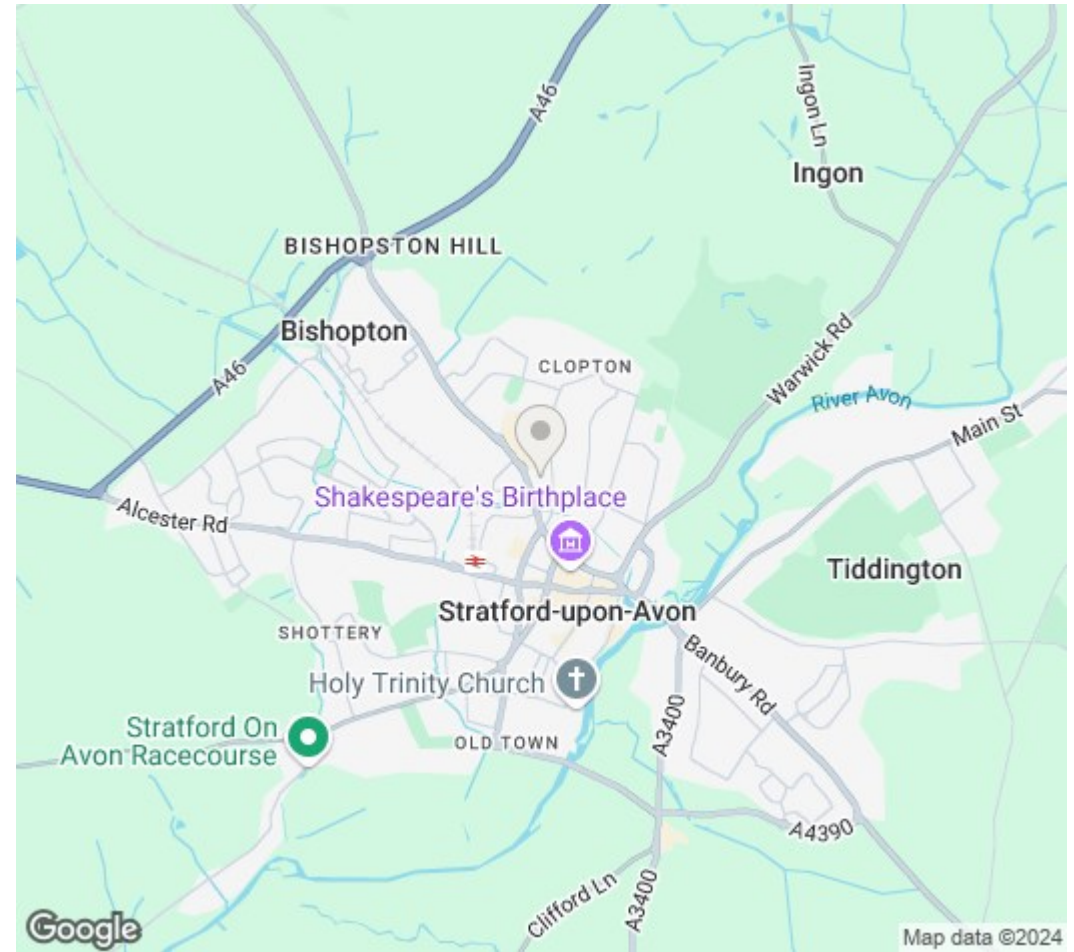 A46
Ingon Ln
Ingon
BISHOPSTON HILL
Bishopton
A46
CLOPTON
Warwick Rd
River Avon
Main St
Alcester Rd
Shakespeare's Birthplace
Tiddington
Stratford-upon-Avon
SHOTTERY
Holy Trinity Church
Banbury Rd
Stratford On
Avon Racecourse
OLD TOWN
A3400
A4390
Clifford Ln
A3400
Google
Map data ©2024